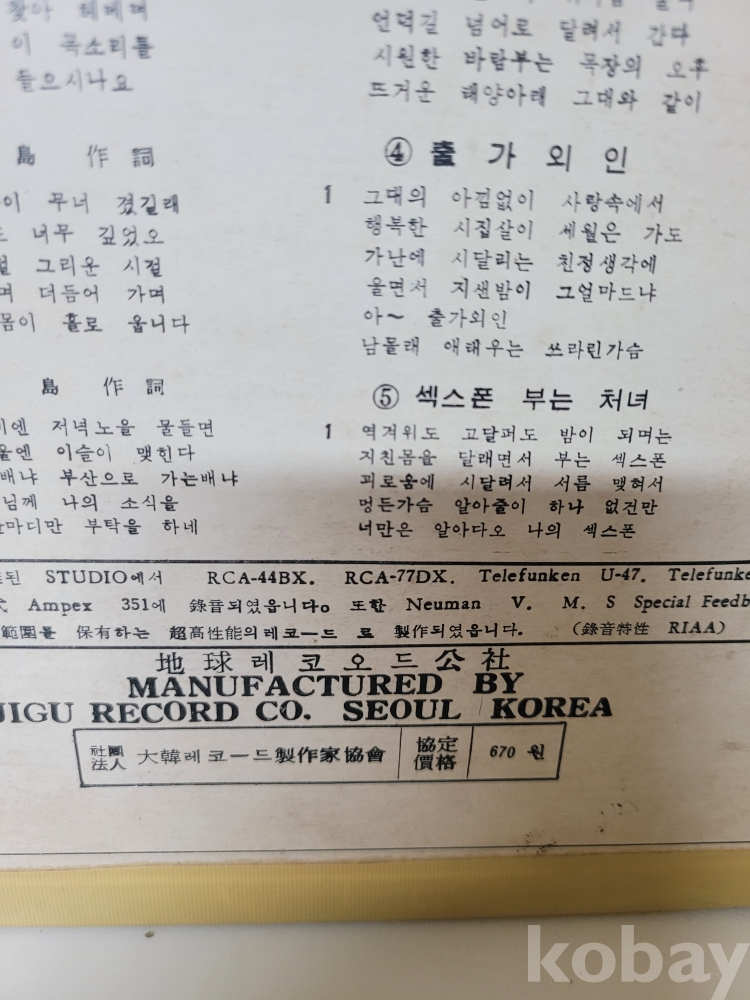 찾아 헤매며
이 목소리를
들으시나요
島 作詞
무너 졌길래
너무 깊었오
그리운 시절
더듬어 가며
몸이 홀로 웁니다
島 作詞
저녁노을 물들면
이슬이 맺힌다
배냐 부산으로 가는배냐
님께 나의 소식을
부탁을 하네
언덕길 넘어로 달려서 간다
시원한 바람부는 목장의 오후
뜨거운 태양아래 그대와 같이
④ 출가외인
1 그대의 아낌없이 사랑속에서
행복한 시집살이 세월은 가도
가난에 시달리는 친정생각에
울면서 지샌밤이 그얼마드냐
아~ 출가외인
남몰래 애태우는 쓰라린가슴
⑤ 섹스폰 부는 처녀
1 역겨위도 고달퍼도 밤이 되며는
지친몸을 달래면서 부는 섹스폰
괴로움에 시달려서 서름 맺혀서
멍든가슴 알아줄이 하나 없건만
너만은 알아다오 나의 섹스폰
된 STUDIO에서 RCA-44BX. RCA-77DX. Telefunken U-47. Telefunke
式 Ampex 351에 錄音되였읍니다。 또한 Neuman V. M. S Special Feedb
範圍를 保有하는 超高性能의레코ー드 로 製作되였읍니다. (錄音特性 RIAA)
地球레코오드公社
MANUFACTURED BY
JIGU RECORD CO. SEOUL KOREA
社團法人 大韓레코ー드製作家協會 協定價格 670 원
kobay